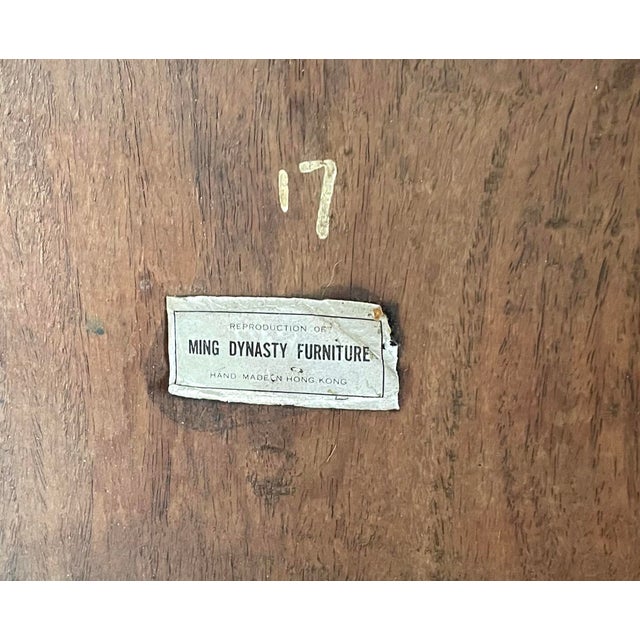 17
REPRODUCTION OF
MING DYNASTY FURNITURE
HAND MADE IN HONG KONG